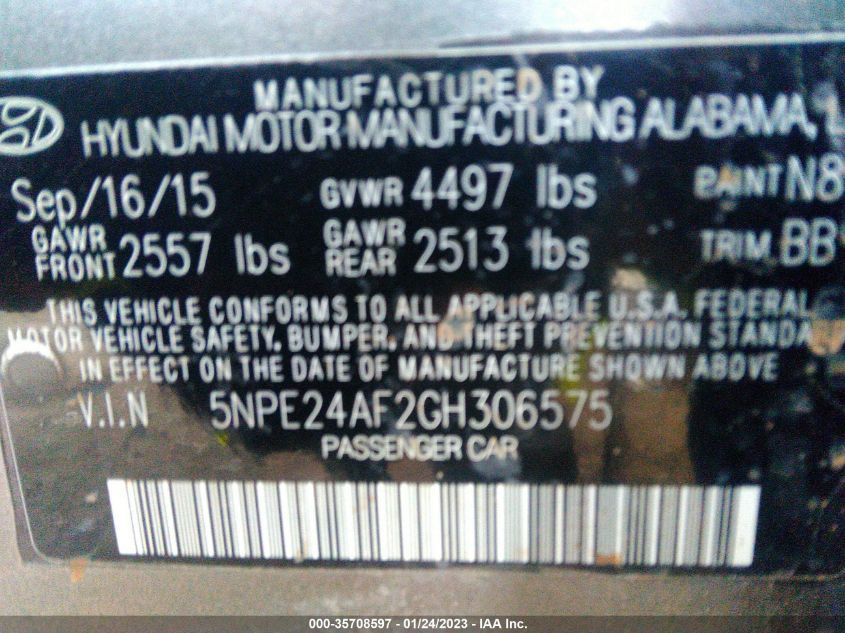 MANUFACTURED BY
HYUNDAI MOTOR MANUFACTURING ALABAMA,
Sep/16/15 GVWR 4497 lbs PAINT N8
GAWR FRONT 2557 lbs GAWR REAR 2513 lbs TRIM BB
THIS VEHICLE CONFORMS TO ALL APPLICABLE U.S.A. FEDERAL
MOTOR VEHICLE SAFETY, BUMPER, AND THEFT PREVENTION STANDA
IN EFFECT ON THE DATE OF MANUFACTURE SHOWN ABOVE
V.I.N 5NPE24AF2GH306575
PASSENGER CAR
000-35708597 - 01/24/2023 - IAA Inc.